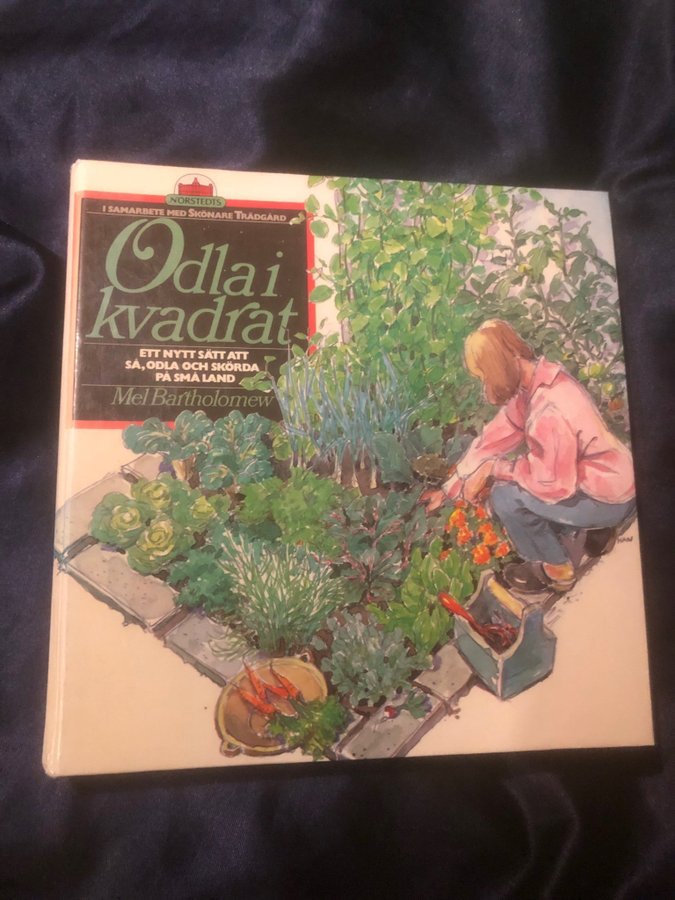 NORSTEDTS
I SAMARBETE MED SKÖNARE TRÄDGÅRD
Odla i
kvadrat
ETT NYTT SÄTT ATT
SÅ, ODLA OCH SKÖRDA
PÅ SMÅ LAND
Mel Bartholomew